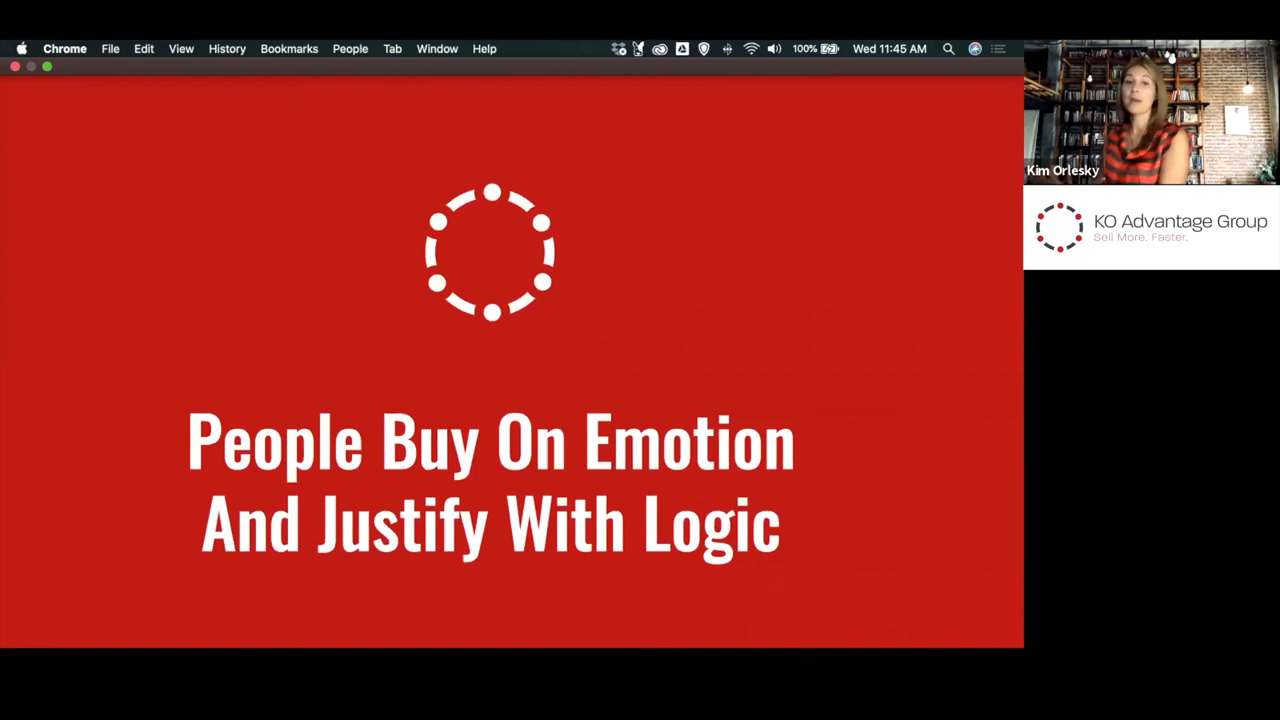 Chrome File Edit View History Bookmarks People Tab Window Help 100% Wed 11:45 AM
Kim Orlesky
KO Advantage Group
Sell More. Faster.
People Buy On Emotion
And Justify With Logic